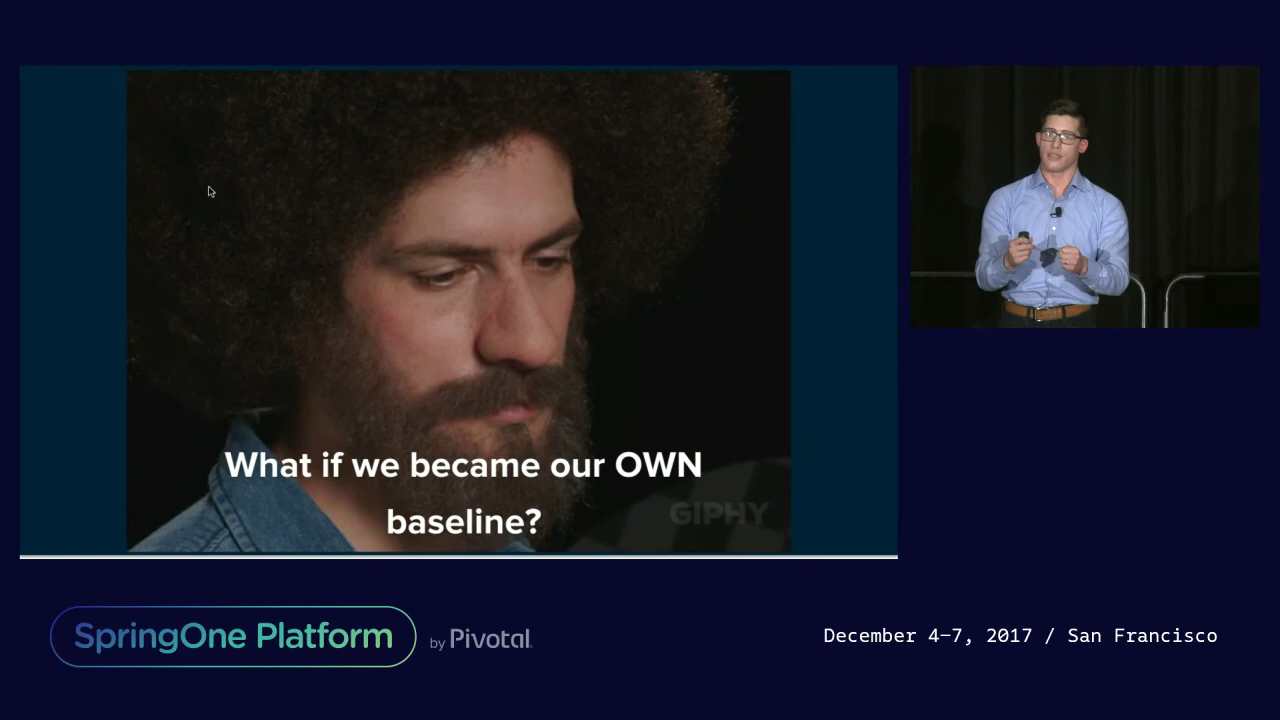 What if we became our OWN
baseline?
GIPHY
SpringOne Platform
by Pivotal
December 4–7, 2017 / San Francisco